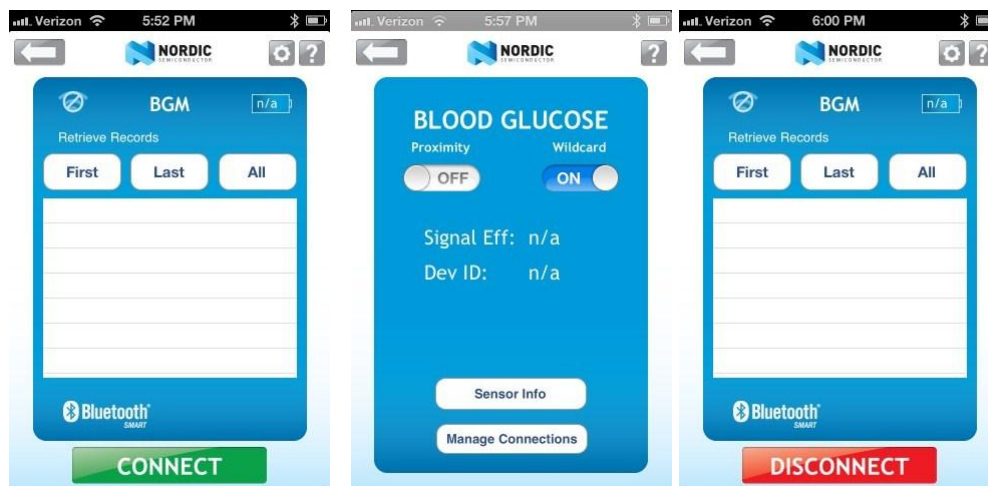 Verizon 5:52 PM
NORDIC
SEMICONDUCTOR
?
BGM n/a
Retrieve Records
First Last All
Bluetooth
SMART
CONNECT
Verizon 5:57 PM
NORDIC
SEMICONDUCTOR
?
BLOOD GLUCOSE
Proximity Wildcard
OFF ON
Signal Eff: n/a
Dev ID: n/a
Sensor Info
Manage Connections
Verizon 6:00 PM
NORDIC
SEMICONDUCTOR
?
BGM n/a
Retrieve Records
First Last All
Bluetooth
SMART
DISCONNECT